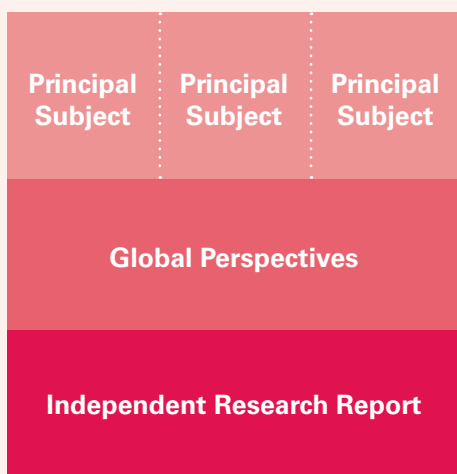 Principal
Subject
Principal
Subject
Principal
Subject
Global Perspectives
Independent Research Report